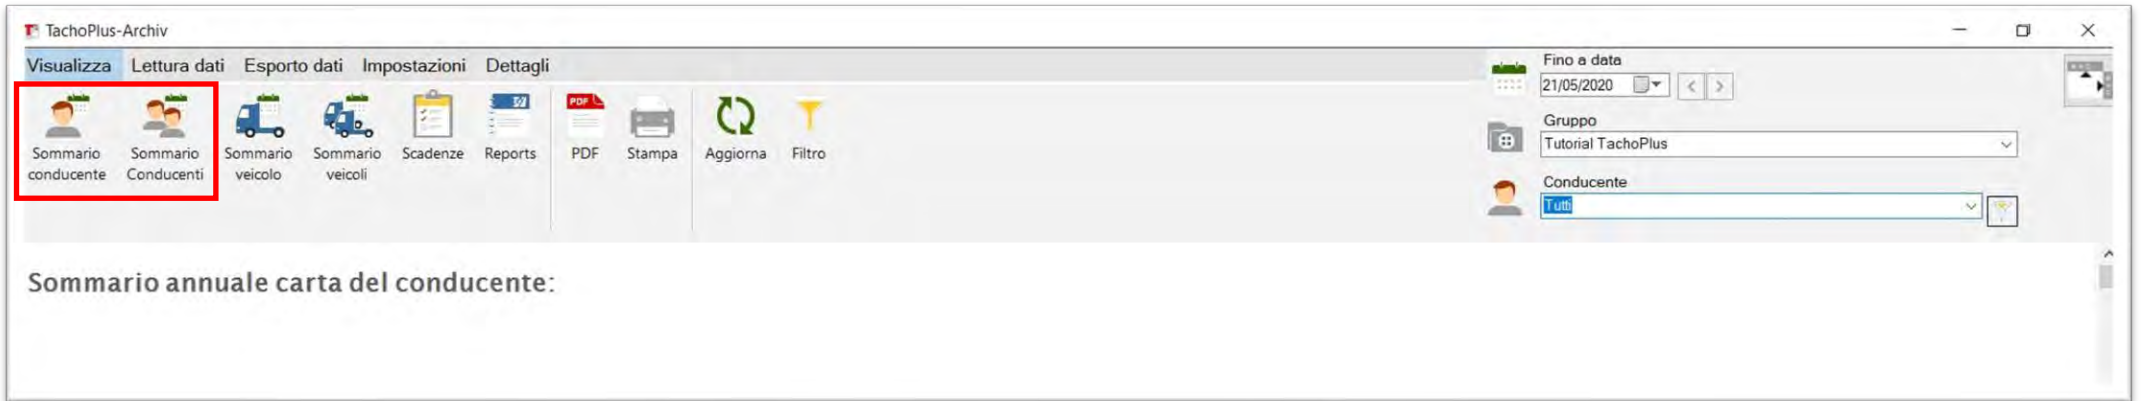 TachoPlus-Archiv
Visualizza Lettura dati Esporto dati Impostazioni Dettagli
Sommario conducente
Sommario Conducenti
Sommario veicolo
Sommario veicoli
Scadenze
Reports
PDF
PDF
Stampa
Aggiorna
Filtro
Fino a data
21/05/2020
Gruppo
Tutorial TachoPlus
Conducente
Tutti
Sommario annuale carta del conducente: